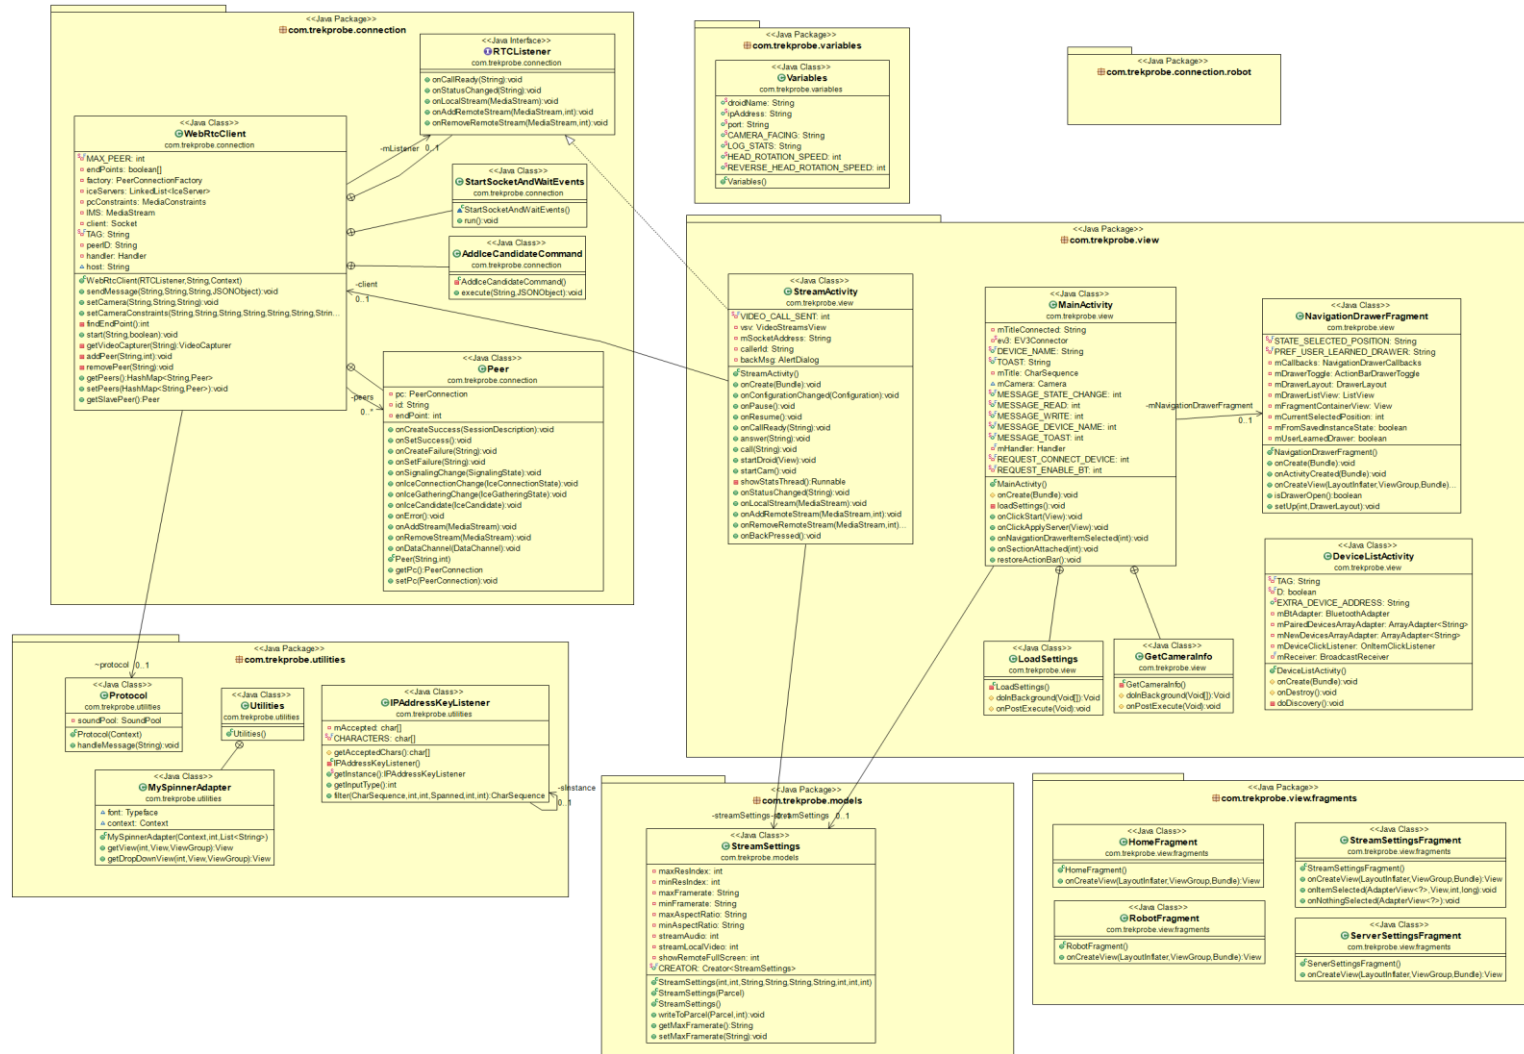 <<Java Package>>
com.trekprobe.connection
<<Java Interface>>
RTCListener
com.trekprobe.connection
onCallReady(String):void
onStatusChanged(String):void
onLocalStream(MediaStream):void
onAddRemoteStream(MediaStream,int):void
onRemoveRemoteStream(MediaStream,int):void
<<Java Class>>
WebRtcClient
com.trekprobe.connection
MAX_PEER: int
endPoints: boolean[]
factory: PeerConnectionFactory
iceServers: LinkedList<IceServer>
pcConstraints: MediaConstraints
lMS: MediaStream
client: Socket
TAG: String
peerID: String
handler: Handler
host: String
WebRtcClient(RTCListener,String,Context)
sendMessage(String,String,String,JSONObject):void
setCamera(String,String,String):void
setCameraConstraints(String,String,String,String,String,String,Strin...
findEndPoint():int
start(String,boolean):void
getVideoCapturer(String):VideoCapturer
addPeer(String,int):void
removePeer(String):void
getPeers():HashMap<String,Peer>
setPeers(HashMap<String,Peer>):void
getSlavePeer():Peer
-mListener
0..1
<<Java Class>>
StartSocketAndWaitEvents
com.trekprobe.connection
StartSocketAndWaitEvents()
run():void
<<Java Class>>
AddIceCandidateCommand
com.trekprobe.connection
AddIceCandidateCommand()
execute(String,JSONObject):void
-client
0..1
<<Java Class>>
Peer
com.trekprobe.connection
pc: PeerConnection
id: String
endPoint: int
onCreateSuccess(SessionDescription):void
onSetSuccess():void
onCreateFailure(String):void
onSetFailure(String):void
onSignalingChange(SignalingState):void
onIceConnectionChange(IceConnectionState):void
onIceGatheringChange(IceGatheringState):void
onIceCandidate(IceCandidate):void
onError():void
onAddStream(MediaStream):void
onRemoveStream(MediaStream):void
onDataChannel(DataChannel):void
Peer(String,int)
getPc():PeerConnection
setPc(PeerConnection):void
-peers
0..*
<<Java Package>>
com.trekprobe.variables
<<Java Class>>
Variables
com.trekprobe.variables
droidName: String
ipAddress: String
port: String
CAMERA_FACING: String
LOG_STATS: String
HEAD_ROTATION_SPEED: int
REVERSE_HEAD_ROTATION_SPEED: int
Variables()
<<Java Package>>
com.trekprobe.connection.robot
<<Java Package>>
com.trekprobe.view
<<Java Class>>
StreamActivity
com.trekprobe.view
VIDEO_CALL_SENT: int
vsv: VideoStreamsView
mSocketAddress: String
callerId: String
backMsg: AlertDialog
StreamActivity()
onCreate(Bundle):void
onConfigurationChanged(Configuration):void
onPause():void
onResume():void
onCallReady(String):void
answer(String):void
call(String):void
startDroid(View):void
startCam():void
showStatsThread():Runnable
onStatusChanged(String):void
onLocalStream(MediaStream):void
onAddRemoteStream(MediaStream,int):void
onRemoveRemoteStream(MediaStream,int)...
onBackPressed():void
<<Java Class>>
MainActivity
com.trekprobe.view
mTitleConnected: String
ev3: EV3Connector
DEVICE_NAME: String
TOAST: String
mTitle: CharSequence
mCamera: Camera
MESSAGE_STATE_CHANGE: int
MESSAGE_READ: int
MESSAGE_WRITE: int
MESSAGE_DEVICE_NAME: int
MESSAGE_TOAST: int
mHandler: Handler
REQUEST_CONNECT_DEVICE: int
REQUEST_ENABLE_BT: int
MainActivity()
onCreate(Bundle):void
loadSettings():void
onClickStart(View):void
onClickApplyServer(View):void
onNavigationDrawerItemSelected(int):void
onSectionAttached(int):void
restoreActionBar():void
-mNavigationDrawerFragment
0..1
<<Java Class>>
NavigationDrawerFragment
com.trekprobe.view
STATE_SELECTED_POSITION: String
PREF_USER_LEARNED_DRAWER: String
mCallbacks: NavigationDrawerCallbacks
mDrawerToggle: ActionBarDrawerToggle
mDrawerLayout: DrawerLayout
mDrawerListView: ListView
mFragmentContainerView: View
mCurrentSelectedPosition: int
mFromSavedInstanceState: boolean
mUserLearnedDrawer: boolean
NavigationDrawerFragment()
onCreate(Bundle):void
onActivityCreated(Bundle):void
onCreateView(LayoutInflater,ViewGroup,Bundle)...
isDrawerOpen():boolean
setUp(int,DrawerLayout):void
<<Java Class>>
DeviceListActivity
com.trekprobe.view
TAG: String
D: boolean
EXTRA_DEVICE_ADDRESS: String
mBtAdapter: BluetoothAdapter
mPairedDevicesArrayAdapter: ArrayAdapter<String>
mNewDevicesArrayAdapter: ArrayAdapter<String>
mDeviceClickListener: OnItemClickListener
mReceiver: BroadcastReceiver
DeviceListActivity()
onCreate(Bundle):void
onDestroy():void
doDiscovery():void
<<Java Class>>
LoadSettings
com.trekprobe.view
LoadSettings()
doInBackground(Void[]):Void
onPostExecute(Void):void
<<Java Class>>
GetCameraInfo
com.trekprobe.view
GetCameraInfo()
doInBackground(Void[]):Void
onPostExecute(Void):void
<<Java Package>>
com.trekprobe.utilities
~protocol
0..1
<<Java Class>>
Protocol
com.trekprobe.utilities
soundPool: SoundPool
Protocol(Context)
handleMessage(String):void
<<Java Class>>
Utilities
com.trekprobe.utilities
Utilities()
<<Java Class>>
IPAddressKeyListener
com.trekprobe.utilities
mAccepted: char[]
CHARACTERS: char[]
getAcceptedChars():char[]
IPAddressKeyListener()
getInstance():IPAddressKeyListener
getInputType():int
filter(CharSequence,int,int,Spanned,int,int):CharSequence
-sInstance
0..1
<<Java Class>>
MySpinnerAdapter
com.trekprobe.utilities
font: Typeface
context: Context
MySpinnerAdapter(Context,int,List<String>)
getView(int,View,ViewGroup):View
getDropDownView(int,View,ViewGroup):View
<<Java Package>>
com.trekprobe.models
-streamSettings
-streamSettings
0..1
<<Java Class>>
StreamSettings
com.trekprobe.models
maxResIndex: int
minResIndex: int
maxFramerate: String
minFramerate: String
maxAspectRatio: String
minAspectRatio: String
streamAudio: int
streamLocalVideo: int
showRemoteFullScreen: int
CREATOR: Creator<StreamSettings>
StreamSettings(int,int,String,String,String,String,int,int,int)
StreamSettings(Parcel)
StreamSettings()
writeToParcel(Parcel,int):void
getMaxFramerate():String
setMaxFramerate(String):void
<<Java Package>>
com.trekprobe.view.fragments
<<Java Class>>
HomeFragment
com.trekprobe.view.fragments
HomeFragment()
onCreateView(LayoutInflater,ViewGroup,Bundle):View
<<Java Class>>
StreamSettingsFragment
com.trekprobe.view.fragments
StreamSettingsFragment()
onCreateView(LayoutInflater,ViewGroup,Bundle):View
onItemSelected(AdapterView<?>,View,int,long):void
onNothingSelected(AdapterView<?>):void
<<Java Class>>
RobotFragment
com.trekprobe.view.fragments
RobotFragment()
onCreateView(LayoutInflater,ViewGroup,Bundle):View
<<Java Class>>
ServerSettingsFragment
com.trekprobe.view.fragments
ServerSettingsFragment()
onCreateView(LayoutInflater,ViewGroup,Bundle):View